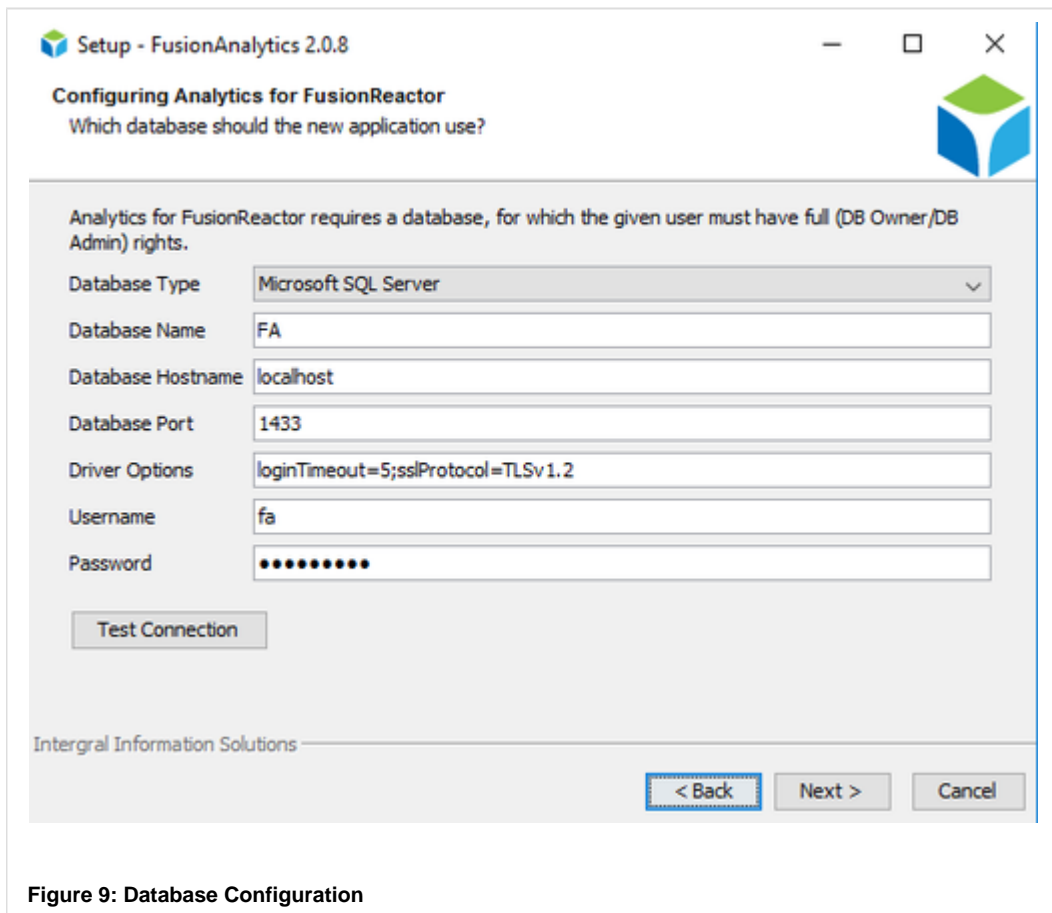 Setup - FusionAnalytics 2.0.8
Configuring Analytics for FusionReactor
Which database should the new application use?
Analytics for FusionReactor requires a database, for which the given user must have full (DB Owner/DB
Admin) rights.
Database Type Microsoft SQL Server
Database Name FA
Database Hostname localhost
Database Port 1433
Driver Options loginTimeout=5;sslProtocol=TLSv1.2
Username fa
Password •••••••••
Test Connection
Intergral Information Solutions
< Back Next > Cancel
Figure 9: Database Configuration